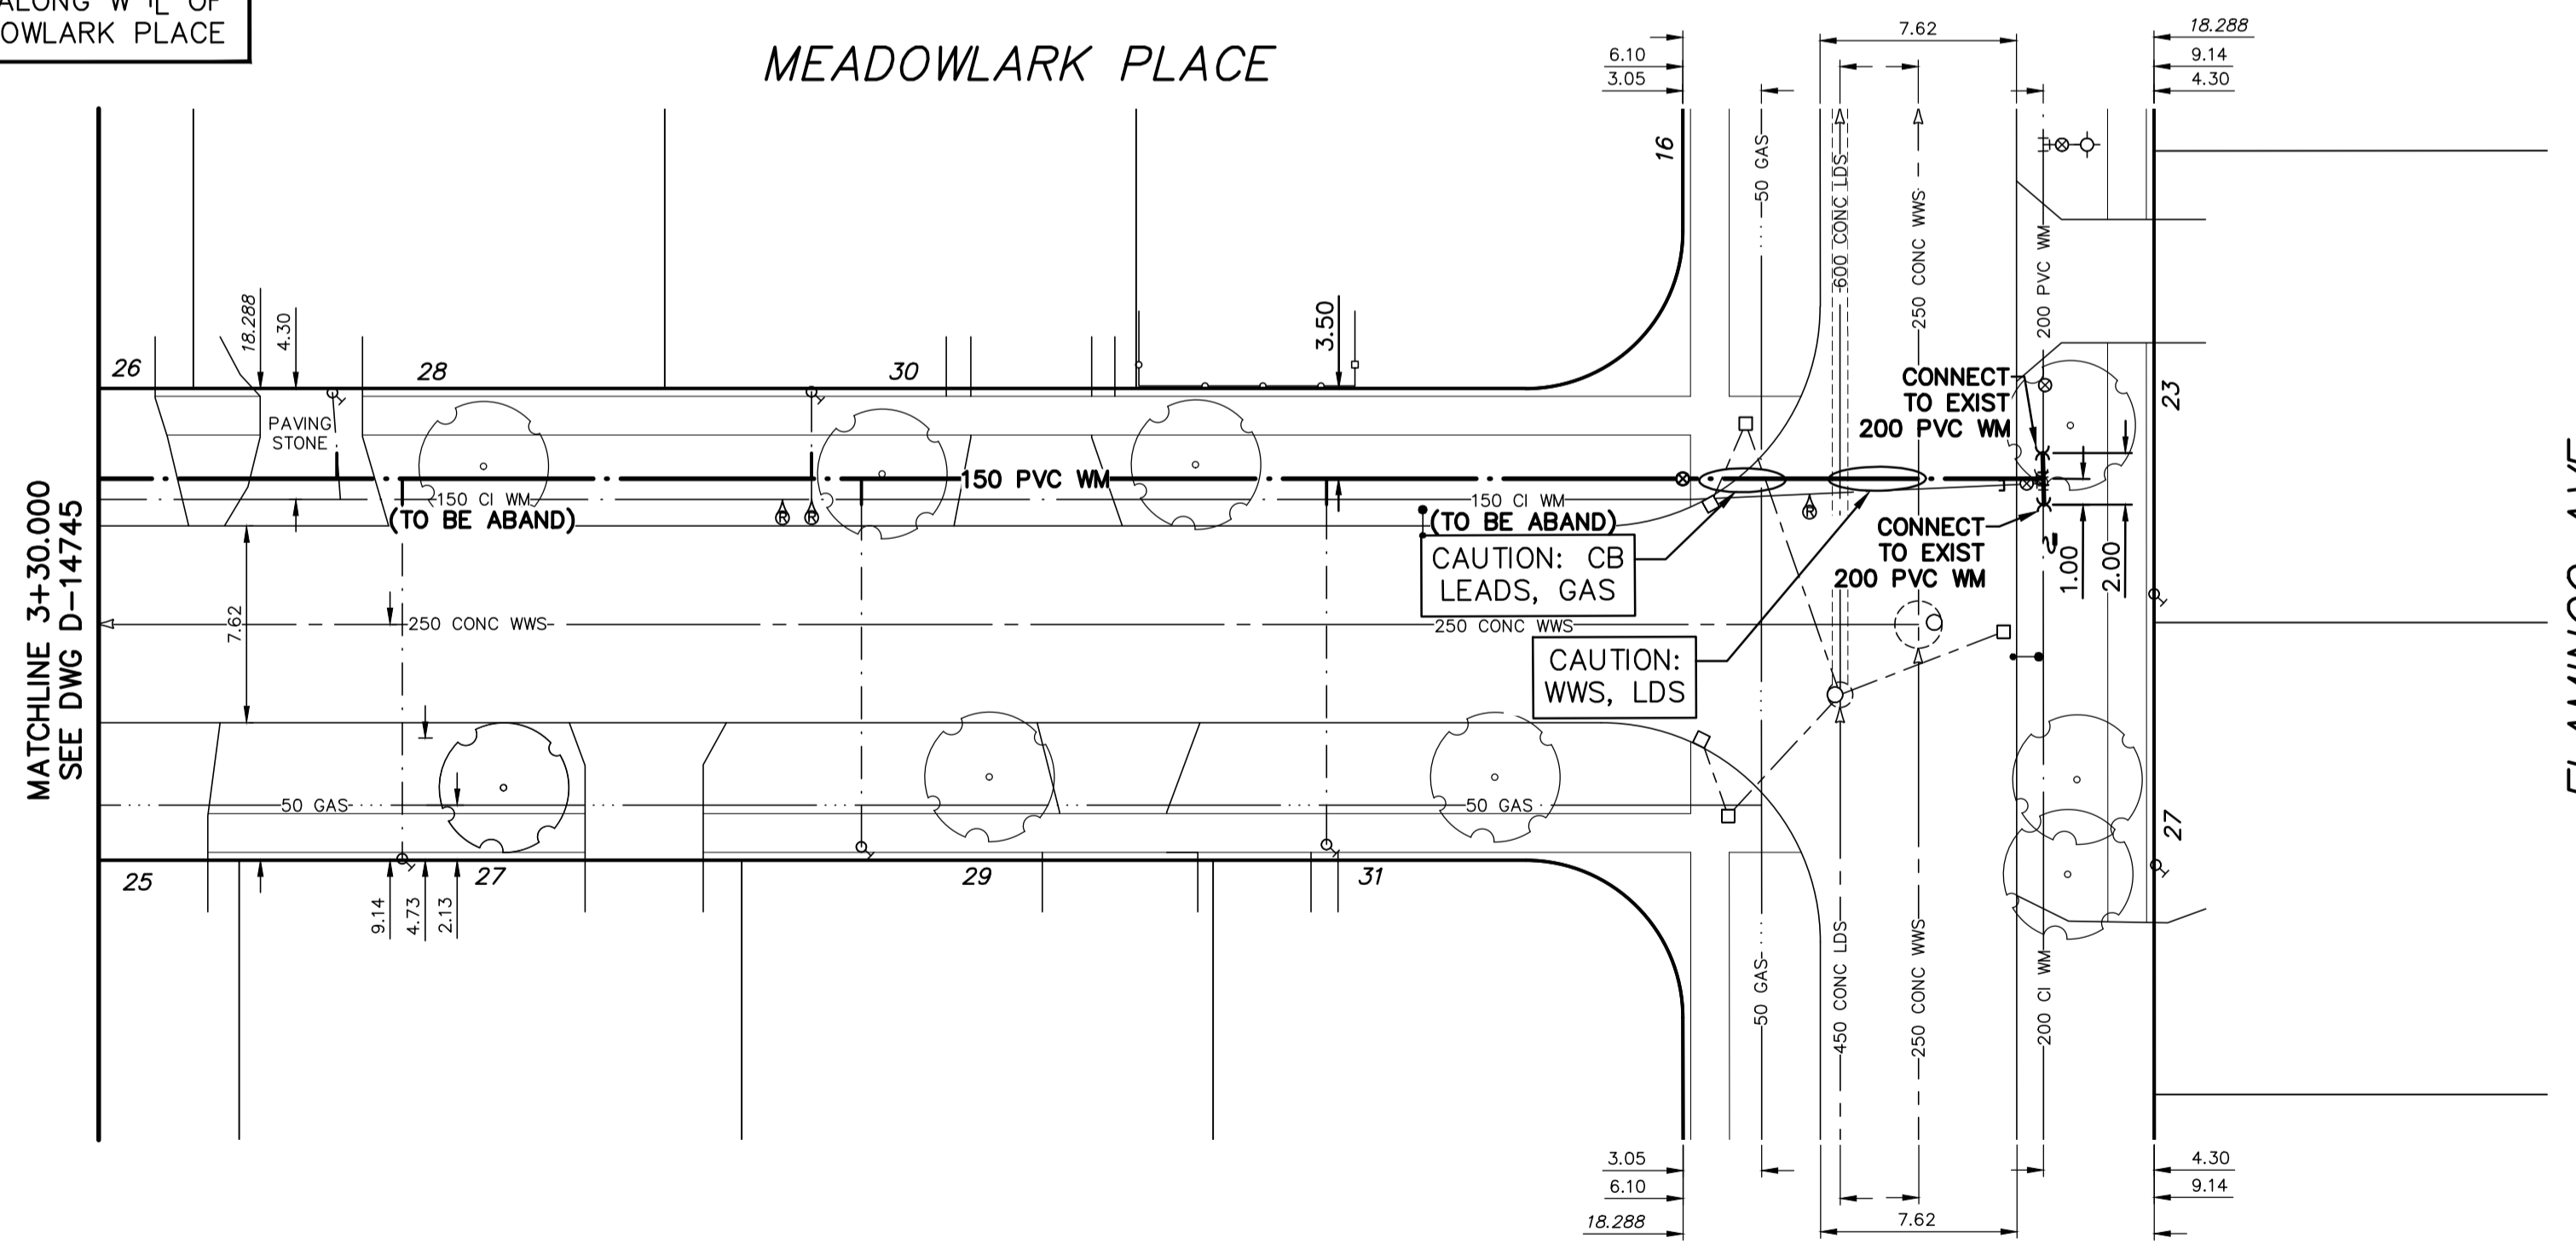 ALONG W
OF
OWLARK PLACE
MEADOWLARK PLACE
18.288
9.14
4.30
7.62
6.10
3.05
16
50 GAS
600 CONC LDS
250 CONC WWS
200 PVC WM
23
26
28
30
18.288
4.30
3.50
PAVING
STONE
CONNECT
TO EXIST
200 PVC WM
150 PVC WM
150 CI WM
(TO BE ABAND)
R
R
150 CI WM
(TO BE ABAND)
R
CONNECT
TO EXIST
200 PVC WM
1.00
2.00
MATCHLINE 3+30.000
SEE DWG D-14745
CAUTION: CB
LEADS, GAS
7.62
250 CONC WWS
250 CONC WWS
CAUTION:
WWS, LDS
50 GAS
50 GAS
25
27
29
31
27
9.14
4.73
2.13
50 GAS
450 CONC LDS
250 CONC WWS
200 CI WM
3.05
6.10
18.288
7.62
4.30
9.14